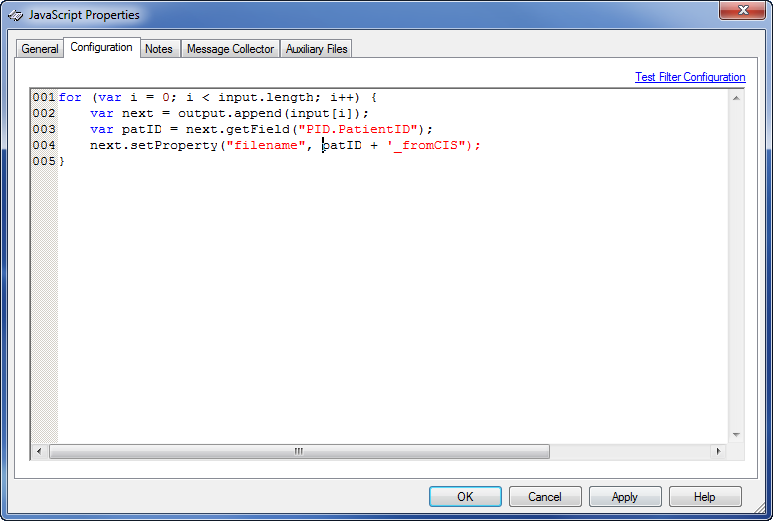 JavaScript Properties
General Configuration Notes Message Collector Auxiliary Files
Test Filter Configuration
001 for (var i = 0; i < input.length; i++) {
002     var next = output.append(input[i]);
003     var patID = next.getField("PID.PatientID");
004     next.setProperty("filename", patID + '_fromCIS");
005 }
OK Cancel Apply Help